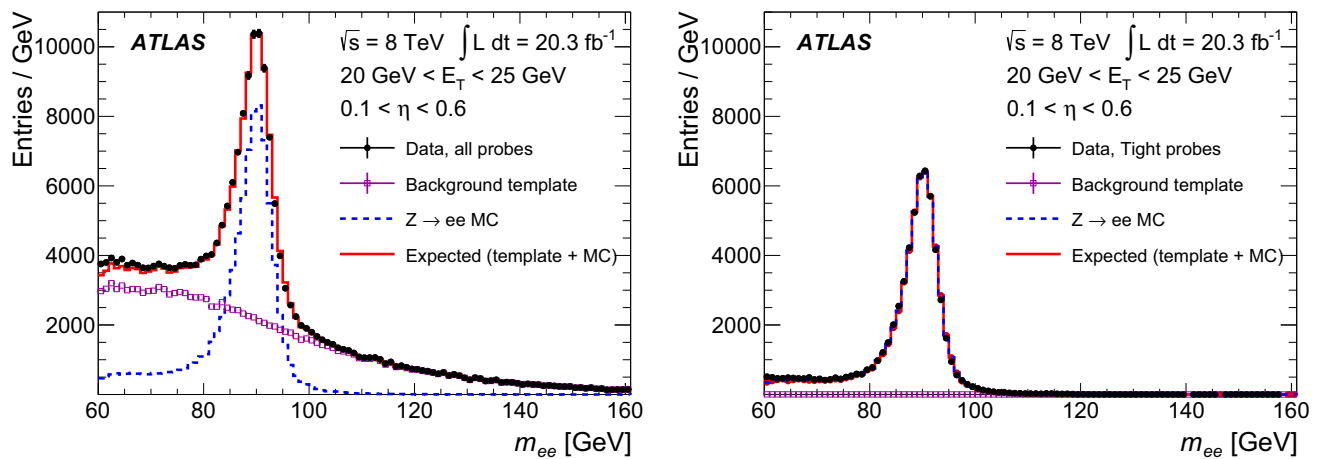 ATLAS
√s = 8 TeV ∫L dt = 20.3 fb⁻¹
20 GeV < E_T < 25 GeV
0.1 < η < 0.6
Data, all probes
Background template
Z → ee MC
Expected (template + MC)
Entries / GeV
10000
8000
6000
4000
2000
60 80 100 120 140 160
m_ee [GeV]
ATLAS
√s = 8 TeV ∫L dt = 20.3 fb⁻¹
20 GeV < E_T < 25 GeV
0.1 < η < 0.6
Data, Tight probes
Background template
Z → ee MC
Expected (template + MC)
Entries / GeV
10000
8000
6000
4000
2000
60 80 100 120 140 160
m_ee [GeV]